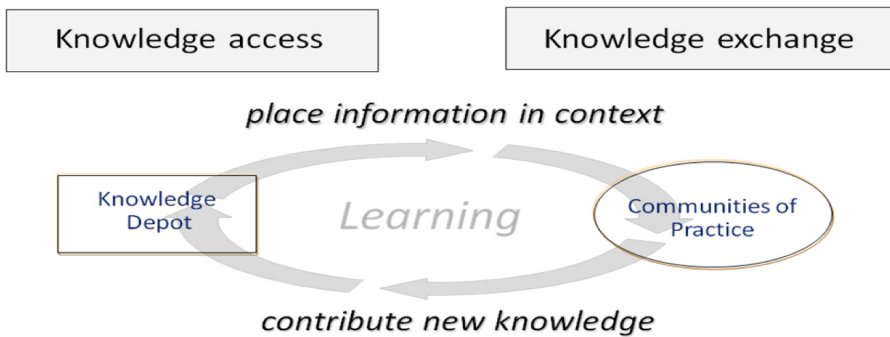 Knowledge access
Knowledge exchange
place information in context
Knowledge
Depot
Learning
Communities of
Practice
contribute new knowledge